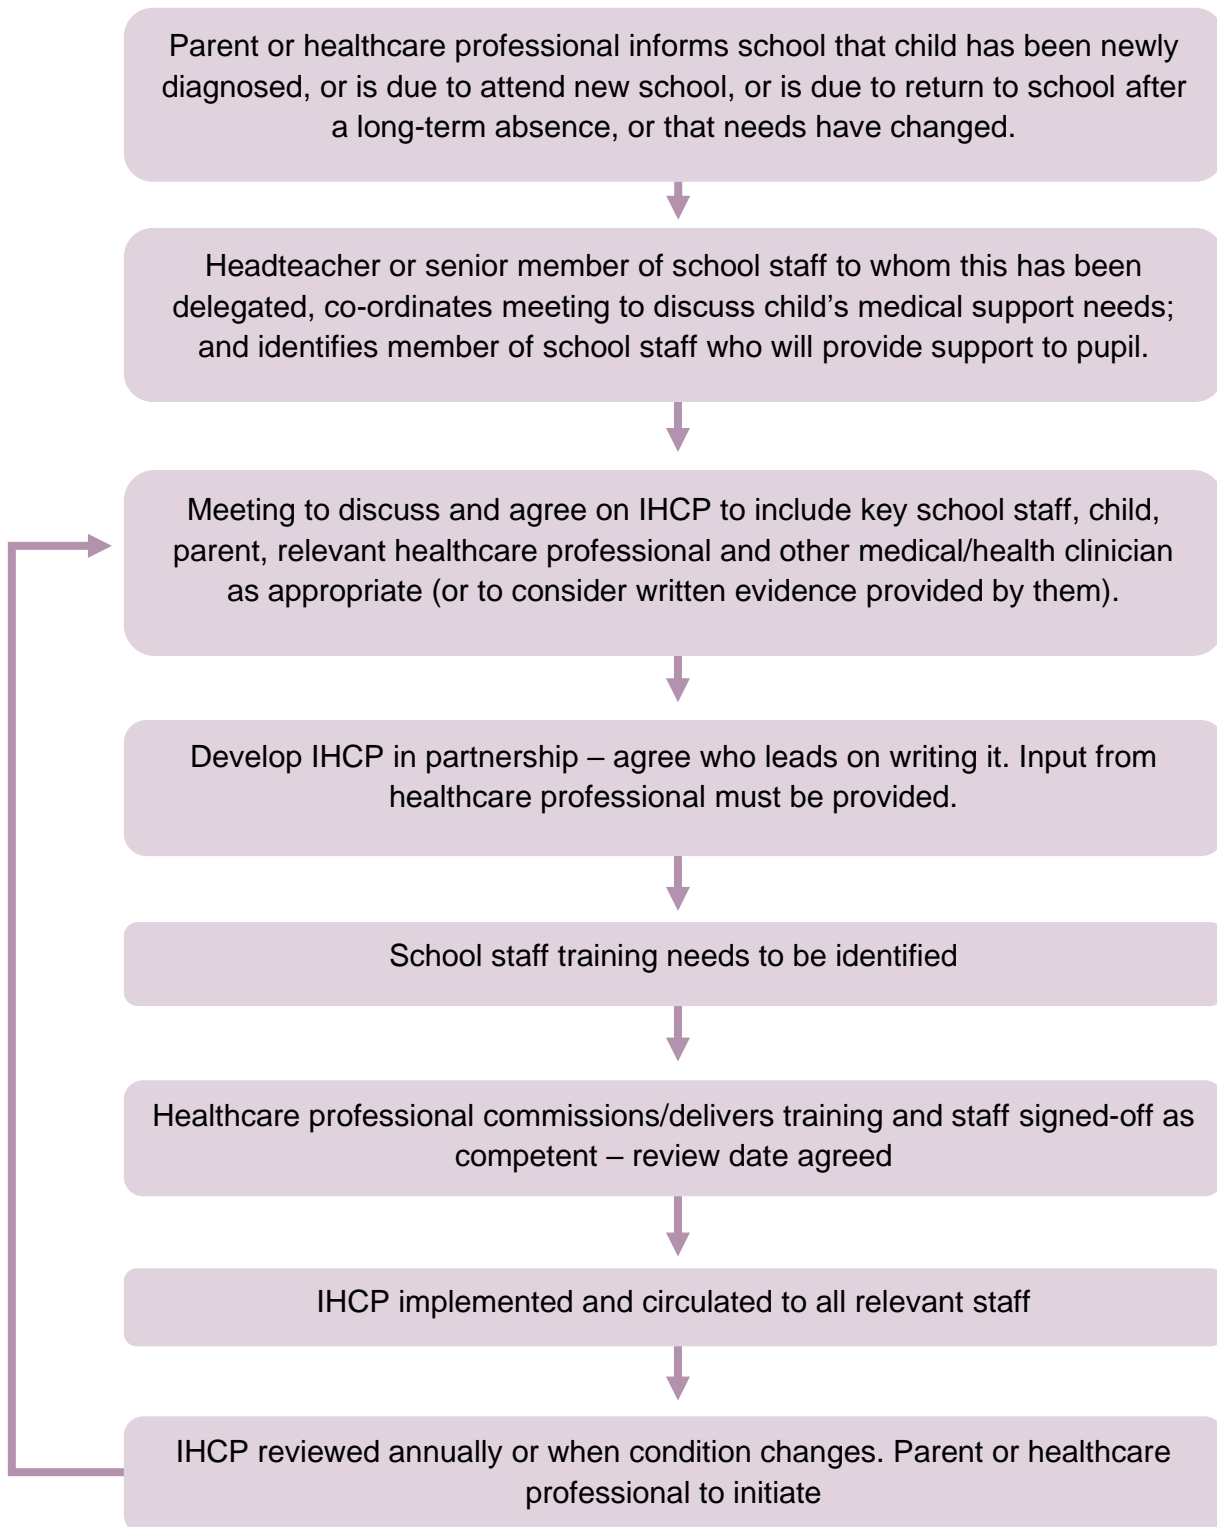 Parent or healthcare professional informs school that child has been newly
diagnosed, or is due to attend new school, or is due to return to school after
a long-term absence, or that needs have changed.
Headteacher or senior member of school staff to whom this has been
delegated, co-ordinates meeting to discuss child’s medical support needs;
and identifies member of school staff who will provide support to pupil.
Meeting to discuss and agree on IHCP to include key school staff, child,
parent, relevant healthcare professional and other medical/health clinician
as appropriate (or to consider written evidence provided by them).
Develop IHCP in partnership – agree who leads on writing it. Input from
healthcare professional must be provided.
School staff training needs to be identified
Healthcare professional commissions/delivers training and staff signed-off as
competent – review date agreed
IHCP implemented and circulated to all relevant staff
IHCP reviewed annually or when condition changes. Parent or healthcare
professional to initiate